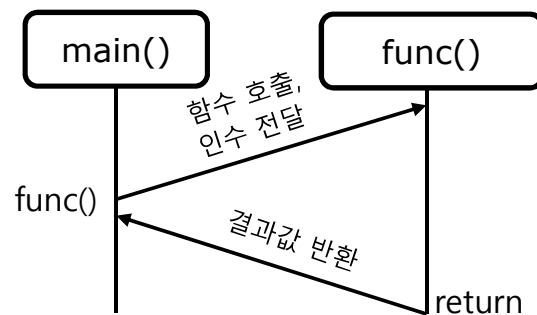 main()
func()
함수 호출,
인수 전달
func()
결과값 반환
return